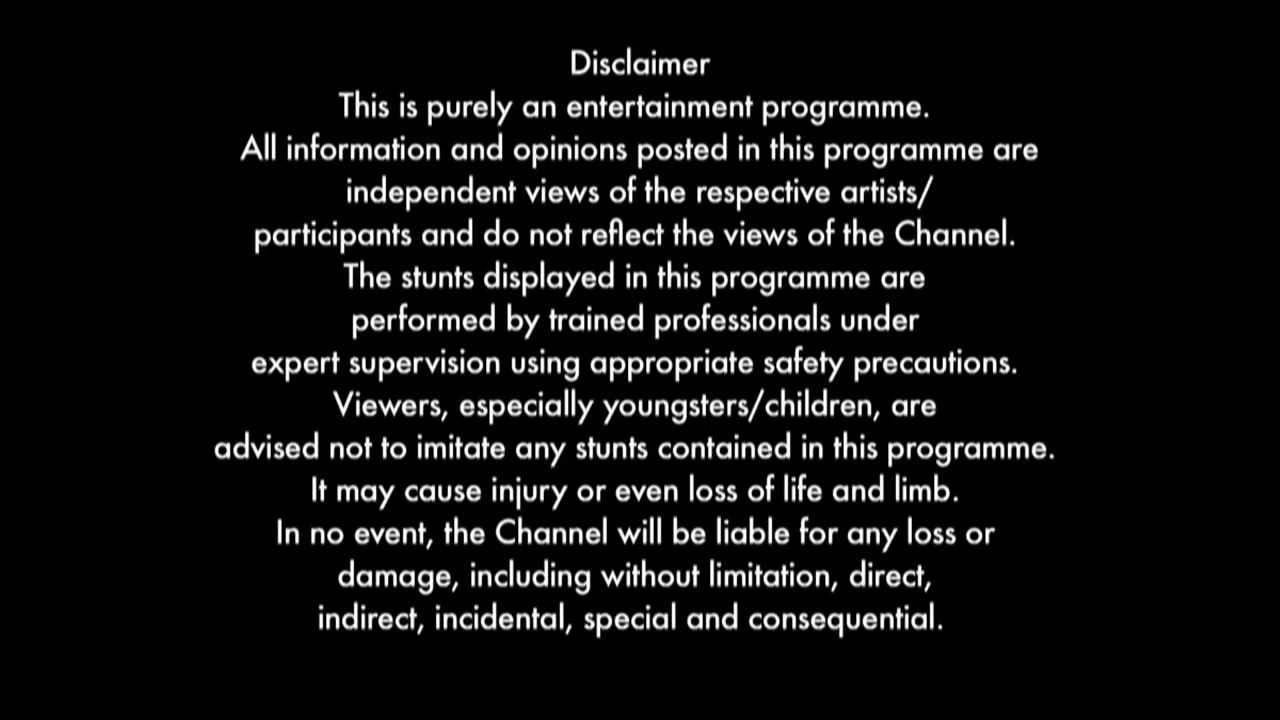 Disclaimer
This is purely an entertainment programme.
All information and opinions posted in this programme are
independent views of the respective artists/
participants and do not reflect the views of the Channel.
The stunts displayed in this programme are
performed by trained professionals under
expert supervision using appropriate safety precautions.
Viewers, especially youngsters/children, are
advised not to imitate any stunts contained in this programme.
It may cause injury or even loss of life and limb.
In no event, the Channel will be liable for any loss or
damage, including without limitation, direct,
indirect, incidental, special and consequential.